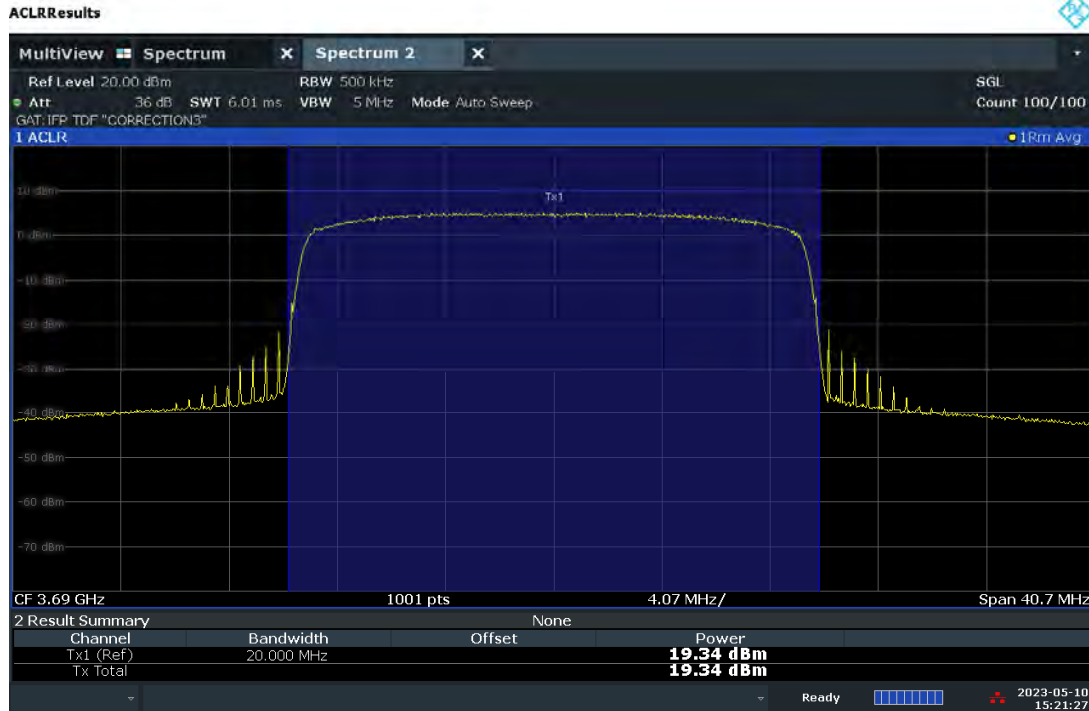 ACLRResults
MultiView Spectrum X Spectrum 2 X
Ref Level 20.00 dBm RBW 500 kHz SGL
Att 36 dB SWT 6.01 ms VBW 5 MHz Mode Auto Sweep Count 100/100
GAT:IFP TDF "CORRECTION3"
1 ACLR 1Rm Avg
10 dBm
Tx1
0 dBm
-10 dBm
-20 dBm
-30 dBm
-40 dBm
-50 dBm
-60 dBm
-70 dBm
CF 3.69 GHz 1001 pts 4.07 MHz/ Span 40.7 MHz
2 Result Summary None
Channel Bandwidth Offset Power
Tx1 (Ref) 20.000 MHz 19.34 dBm
Tx Total 19.34 dBm
Ready 2023-05-10
15:21:27